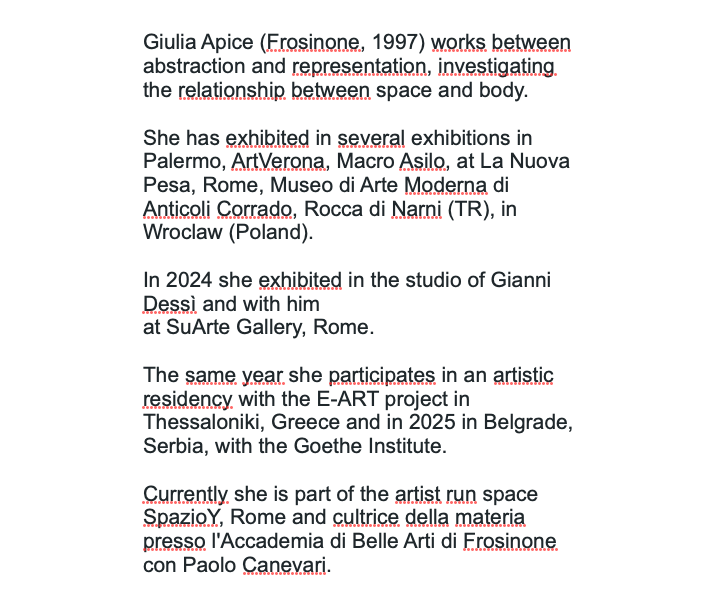 Giulia Apice (Frosinone, 1997) works between
abstraction and representation, investigating
the relationship between space and body.
She has exhibited in several exhibitions in
Palermo, ArtVerona, Macro Asilo, at La Nuova
Pesa, Rome, Museo di Arte Moderna di
Anticoli Corrado, Rocca di Narni (TR), in
Wroclaw (Poland).
In 2024 she exhibited in the studio of Gianni
Dessì and with him
at SuArte Gallery, Rome.
The same year she participates in an artistic
residency with the E-ART project in
Thessaloniki, Greece and in 2025 in Belgrade,
Serbia, with the Goethe Institute.
Currently she is part of the artist run space
SpazioY, Rome and cultrice della materia
presso l'Accademia di Belle Arti di Frosinone
con Paolo Canevari.